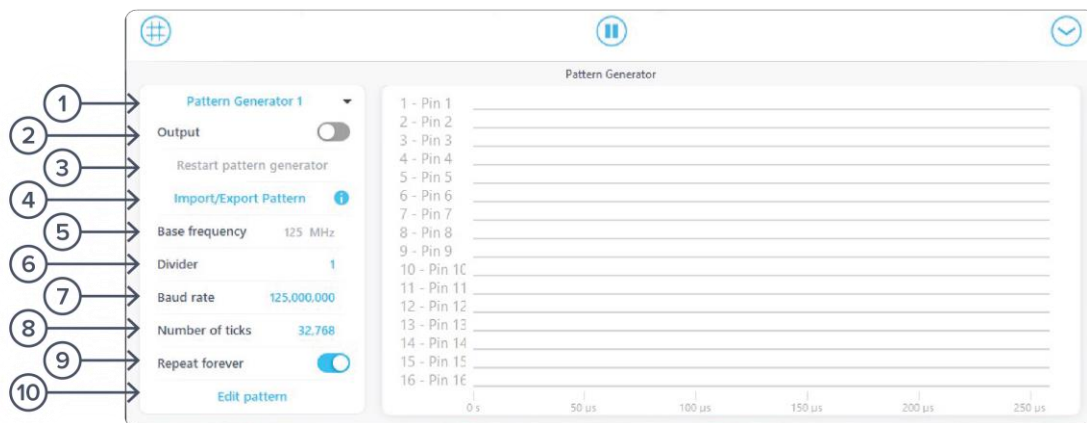 Pattern Generator
1
Pattern Generator 1
2
Output
3
Restart pattern generator
4
Import/Export Pattern i
5
Base frequency 125 MHz
6
Divider 1
7
Baud rate 125,000,000
8
Number of ticks 32,768
9
Repeat forever
10
Edit pattern
1 - Pin 1
2 - Pin 2
3 - Pin 3
4 - Pin 4
5 - Pin 5
6 - Pin 6
7 - Pin 7
8 - Pin 8
9 - Pin 9
10 - Pin 10
11 - Pin 11
12 - Pin 12
13 - Pin 13
14 - Pin 14
15 - Pin 15
16 - Pin 16
0 s 50 µs 100 µs 150 µs 200 µs 250 µs